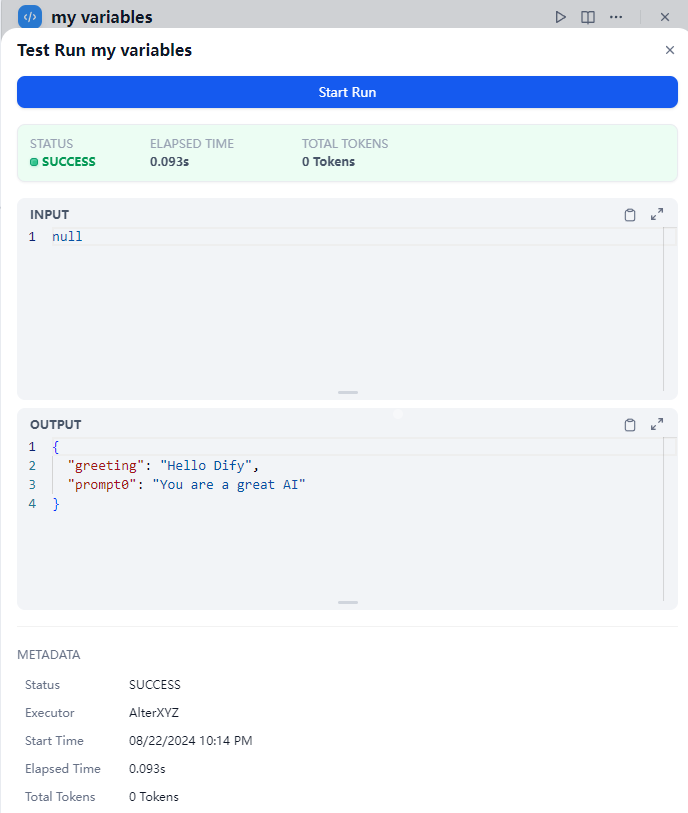 my variables
Test Run my variables
Start Run
STATUS ELAPSED TIME TOTAL TOKENS
SUCCESS 0.093s 0 Tokens
INPUT
1 null
OUTPUT
1 {
2 "greeting": "Hello Dify",
3 "prompt0": "You are a great AI"
4 }
METADATA
Status SUCCESS
Executor AlterXYZ
Start Time 08/22/2024 10:14 PM
Elapsed Time 0.093s
Total Tokens 0 Tokens